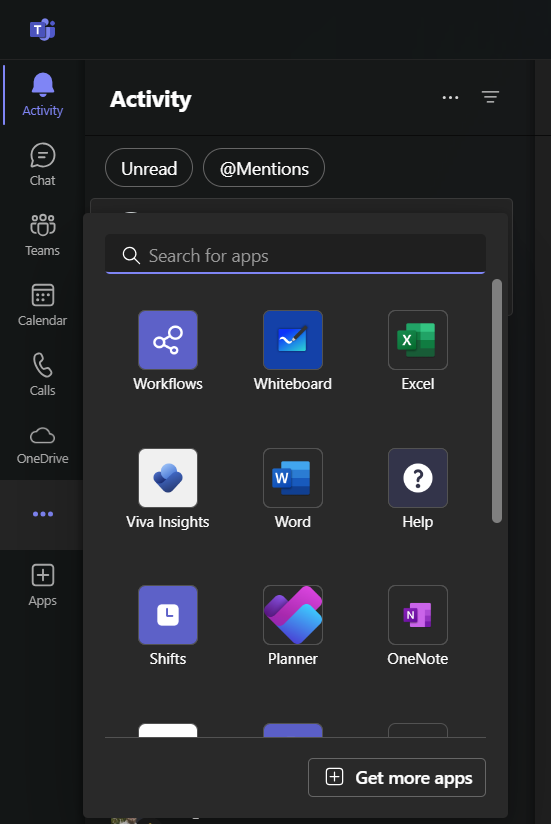 Activity
Activity
Unread
@Mentions
Chat
Teams
Calendar
Calls
OneDrive
Apps
Search for apps
Workflows
Whiteboard
Excel
Viva Insights
Word
Help
Shifts
Planner
OneNote
Get more apps